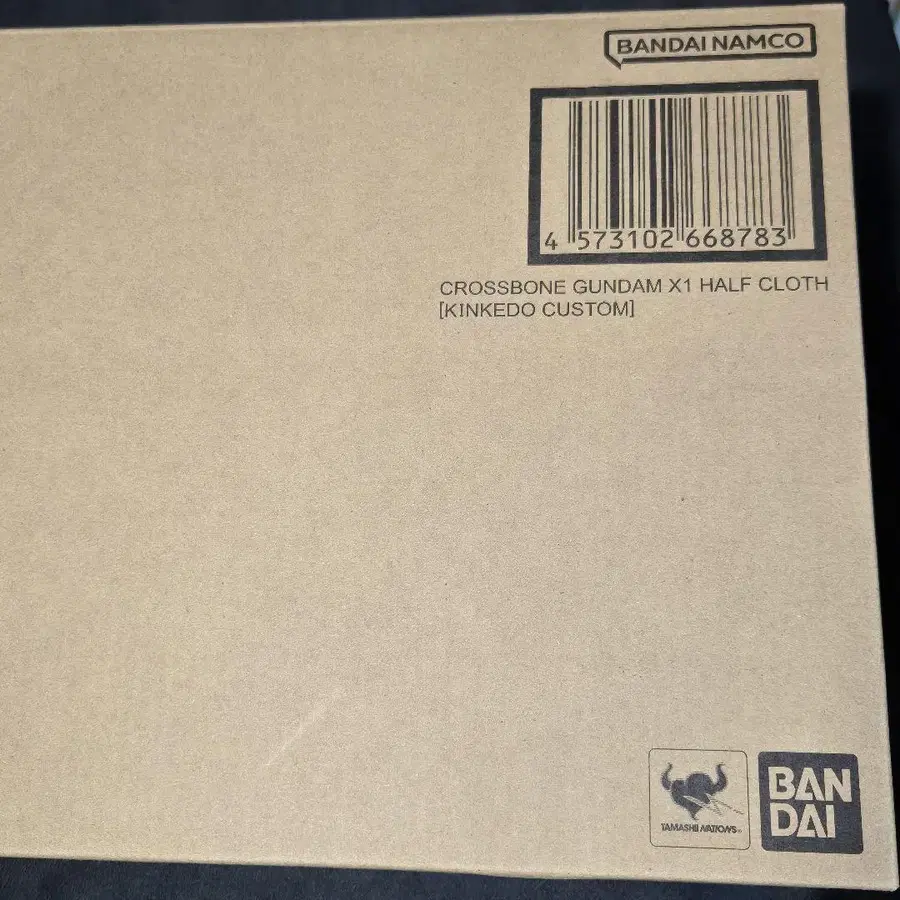 BANDAI NAMCO
4 573102 668783
CROSSBONE GUNDAM X1 HALF CLOTH
[KINKEDO CUSTOM]
TAMASHII NATIONS
BAN
DAI